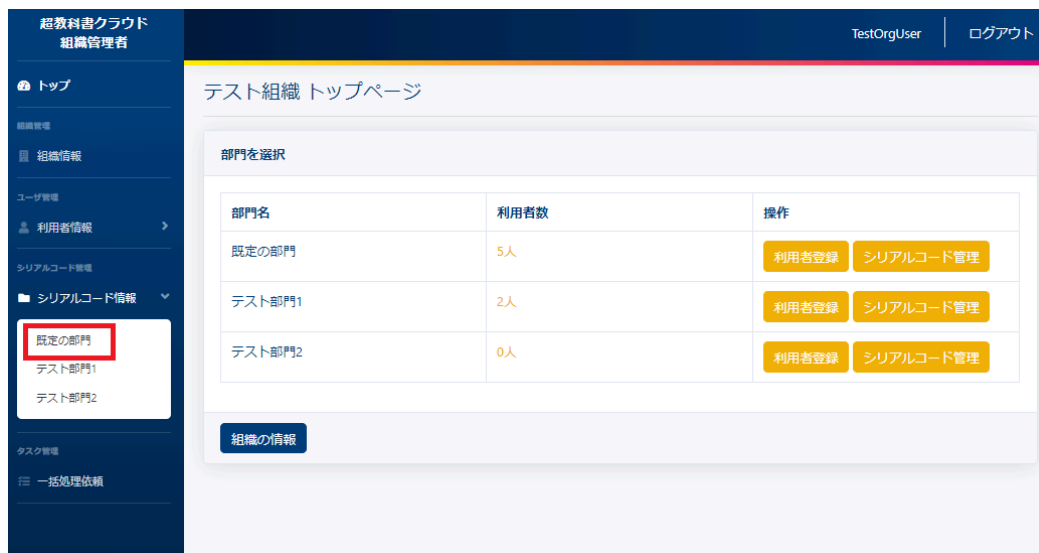 超教科書クラウド
組織管理者
TestOrgUser
ログアウト
トップ
組織管理
組織情報
ユーザ管理
利用者情報
シリアルコード管理
シリアルコード情報
既定の部門
テスト部門1
テスト部門2
タスク管理
一括処理依頼
テスト組織 トップページ
部門を選択
部門名 利用者数 操作
既定の部門 5人 利用者登録 シリアルコード管理
テスト部門1 2人 利用者登録 シリアルコード管理
テスト部門2 0人 利用者登録 シリアルコード管理
組織の情報